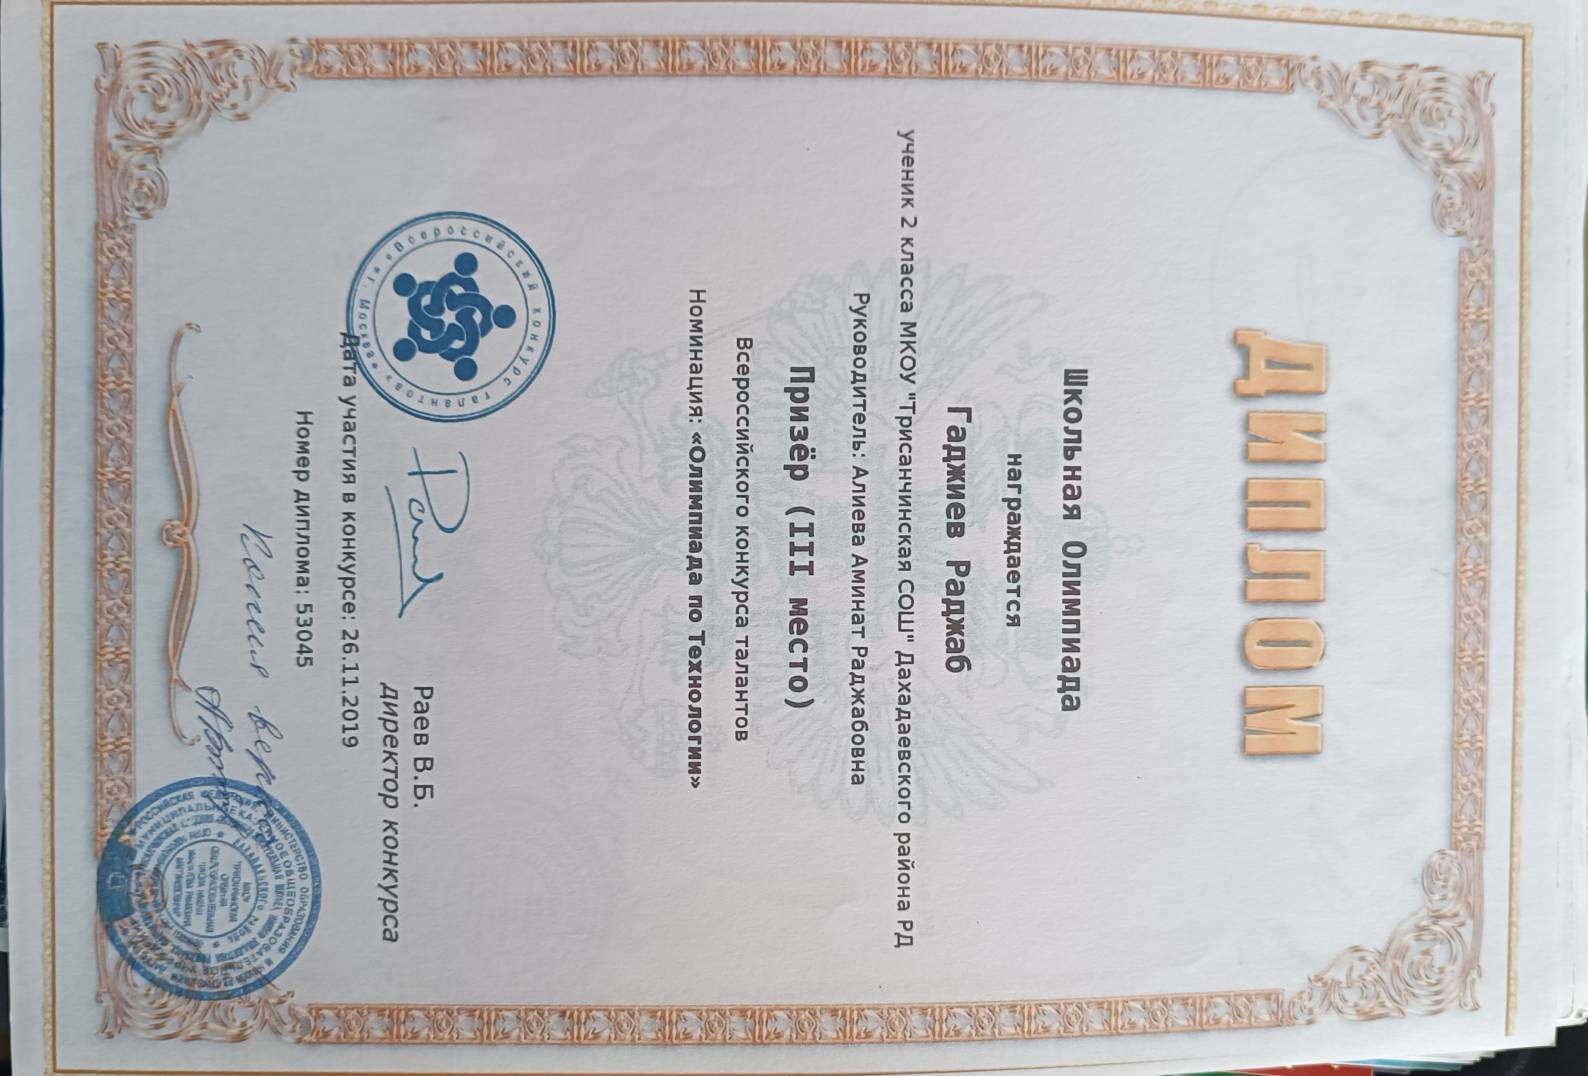 ДИПЛОМ
Школьная Олимпиада
награждается
Гаджиев Раджаб
ученик 2 класса МКОУ "Трисанчинская СОШ" Дахадаевского района РД
Руководитель: Алиева Аминат Раджабовна
Призёр (III место)
Всероссийского конкурса талантов
Номинация: «Олимпиада по Технологии»
Всероссийский конкурс талантов
г. Москва
Раев В.Б.
директор конкурса
Дата участия в конкурсе: 26.11.2019
Номер диплома: 53045
Копия верна